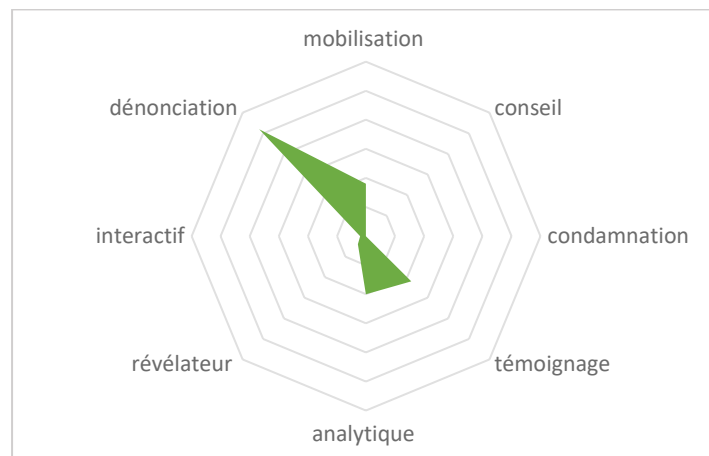 mobilisation
dénonciation
conseil
interactif
condamnation
révélateur
témoignage
analytique